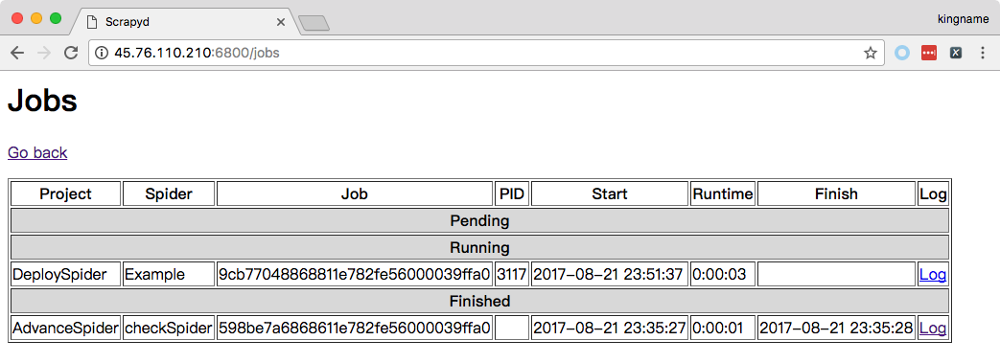 Scrapyd
kingname
45.76.110.210:6800/jobs
Jobs
Go back
Project Spider Job PID Start Runtime Finish Log
Pending
Running
DeploySpider Example 9cb77048868811e782fe56000039ffa0 3117 2017-08-21 23:51:37 0:00:03 Log
Finished
AdvanceSpider checkSpider 598be7a6868611e782fe56000039ffa0 2017-08-21 23:35:27 0:00:01 2017-08-21 23:35:28 Log